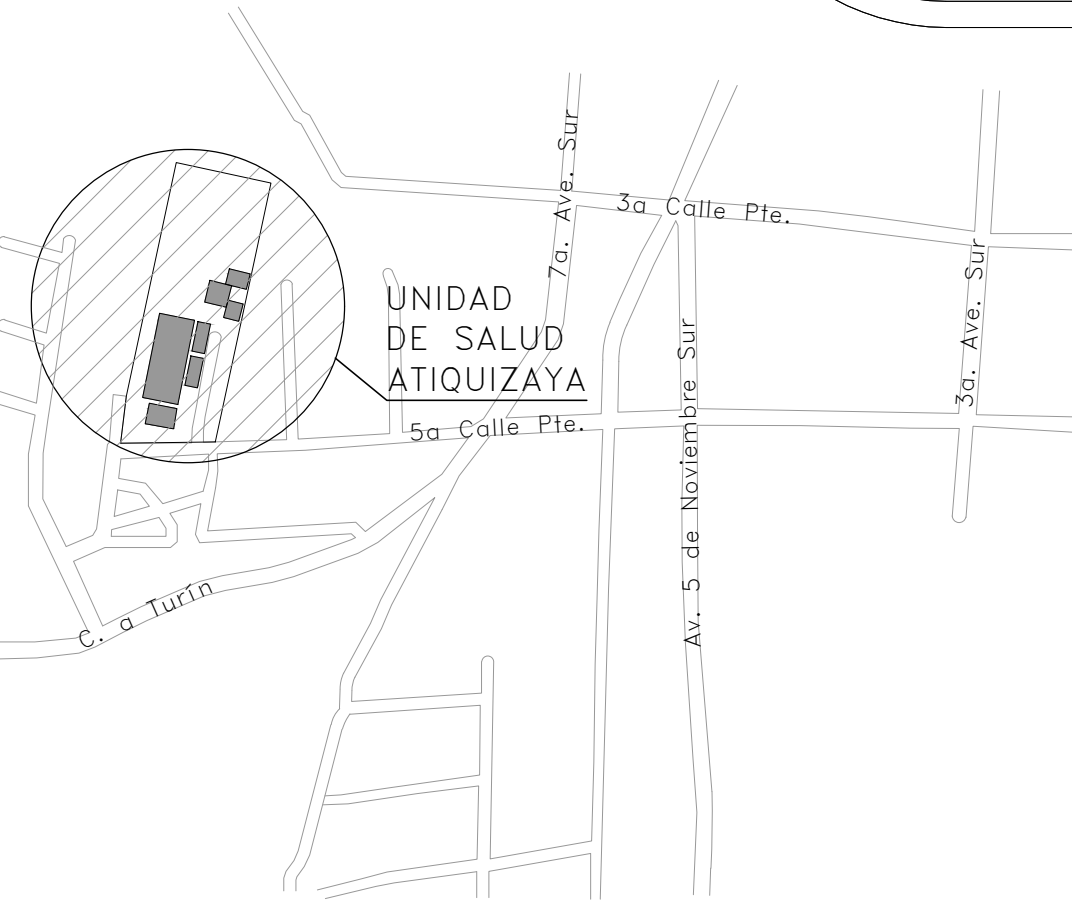 7a. Ave. Sur
3a Calle Pte.
3a. Ave. Sur
UNIDAD
DE SALUD
ATIQUIZAYA
5a Calle Pte.
Av. 5 de Noviembre Sur
C. a Turín